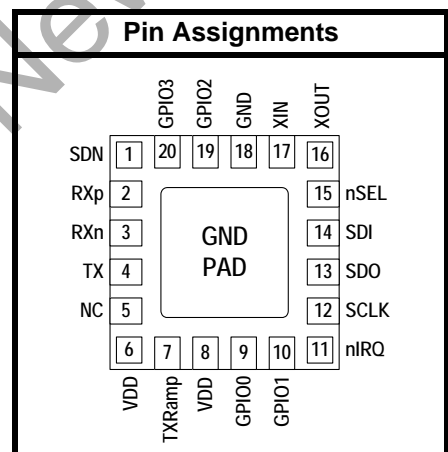 Pin Assignments
GPIO3
GPIO2
GND
XIN
XOUT
SDN 1 20 19 18 17 16
RXp 2 15 nSEL
RXn 3 GND 14 SDI
TX 4 PAD 13 SDO
NC 5 12 SCLK
6 7 8 9 10 11 nIRQ
VDD
TXRamp
VDD
GPIO0
GPIO1